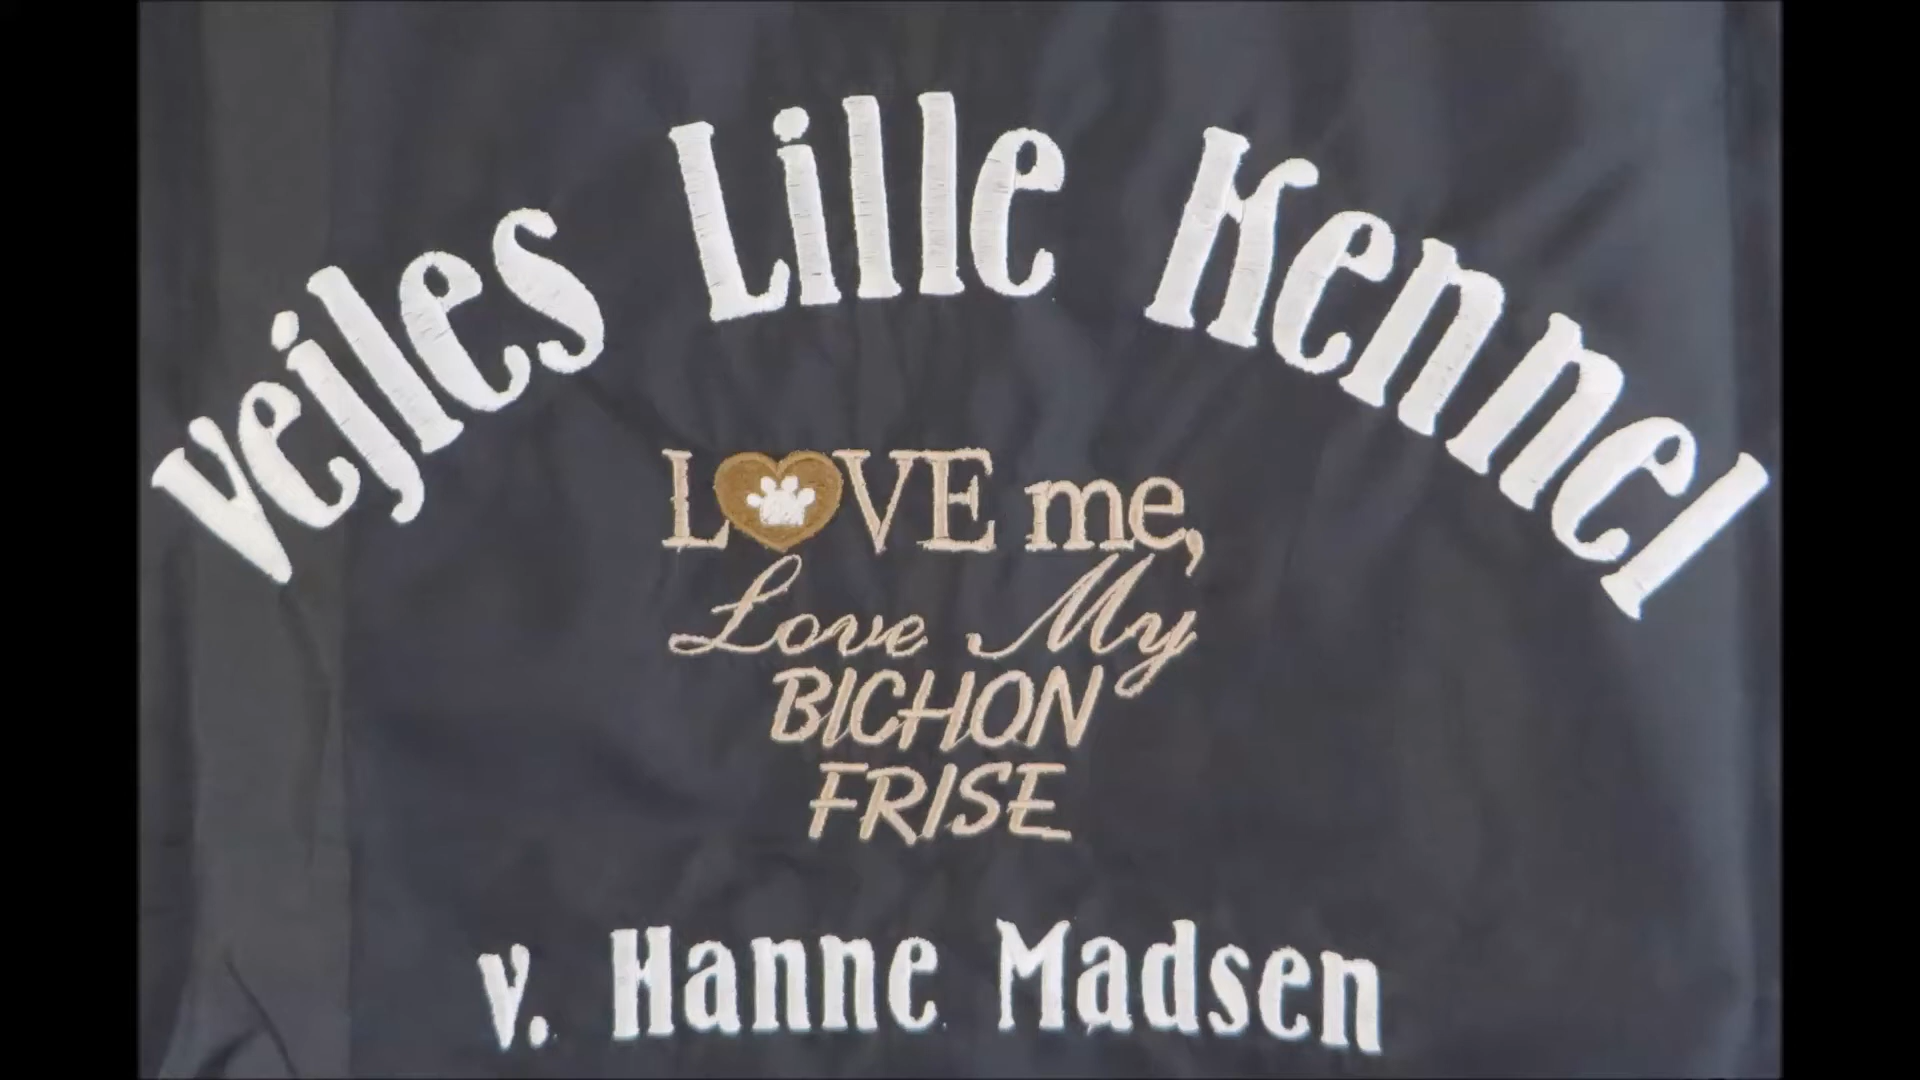 Vejles Lille Kennel
LOVE me,
Love My
BICHON
FRISE
v. Hanne Madsen